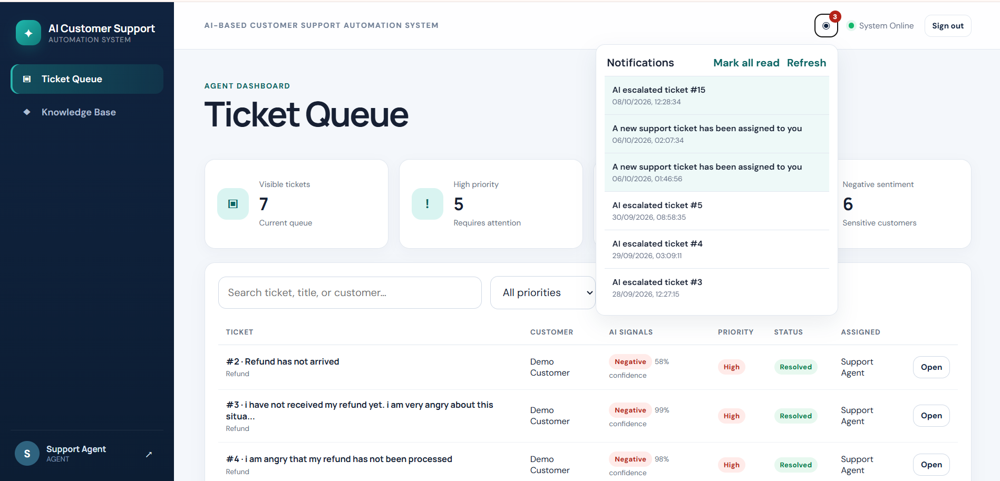 AI Customer Support
AUTOMATION SYSTEM
Ticket Queue
Knowledge Base
S
Support Agent
AGENT
AI-BASED CUSTOMER SUPPORT AUTOMATION SYSTEM
3
System Online
Sign out
AGENT DASHBOARD
Ticket Queue
Notifications
Mark all read
Refresh
AI escalated ticket #15
08/10/2026, 12:28:34
A new support ticket has been assigned to you
06/10/2026, 02:07:34
A new support ticket has been assigned to you
06/10/2026, 01:46:56
AI escalated ticket #5
30/09/2026, 08:58:35
AI escalated ticket #4
29/09/2026, 03:09:11
AI escalated ticket #3
28/09/2026, 12:27:15
Visible tickets
7
Current queue
!
High priority
5
Requires attention
Negative sentiment
6
Sensitive customers
Search ticket, title, or customer...
All priorities
TICKET CUSTOMER AI SIGNALS PRIORITY STATUS ASSIGNED
#2 · Refund has not arrived
Refund
Demo
Customer
Negative 58%
confidence
High
Resolved
Support
Agent
Open
#3 · i have not received my refund yet. i am very angry about this
situa...
Refund
Demo
Customer
Negative 99%
confidence
High
Resolved
Support
Agent
Open
#4 · i am angry that my refund has not been processed
Refund
Demo
Customer
Negative 98%
confidence
High
Resolved
Support
Agent
Open